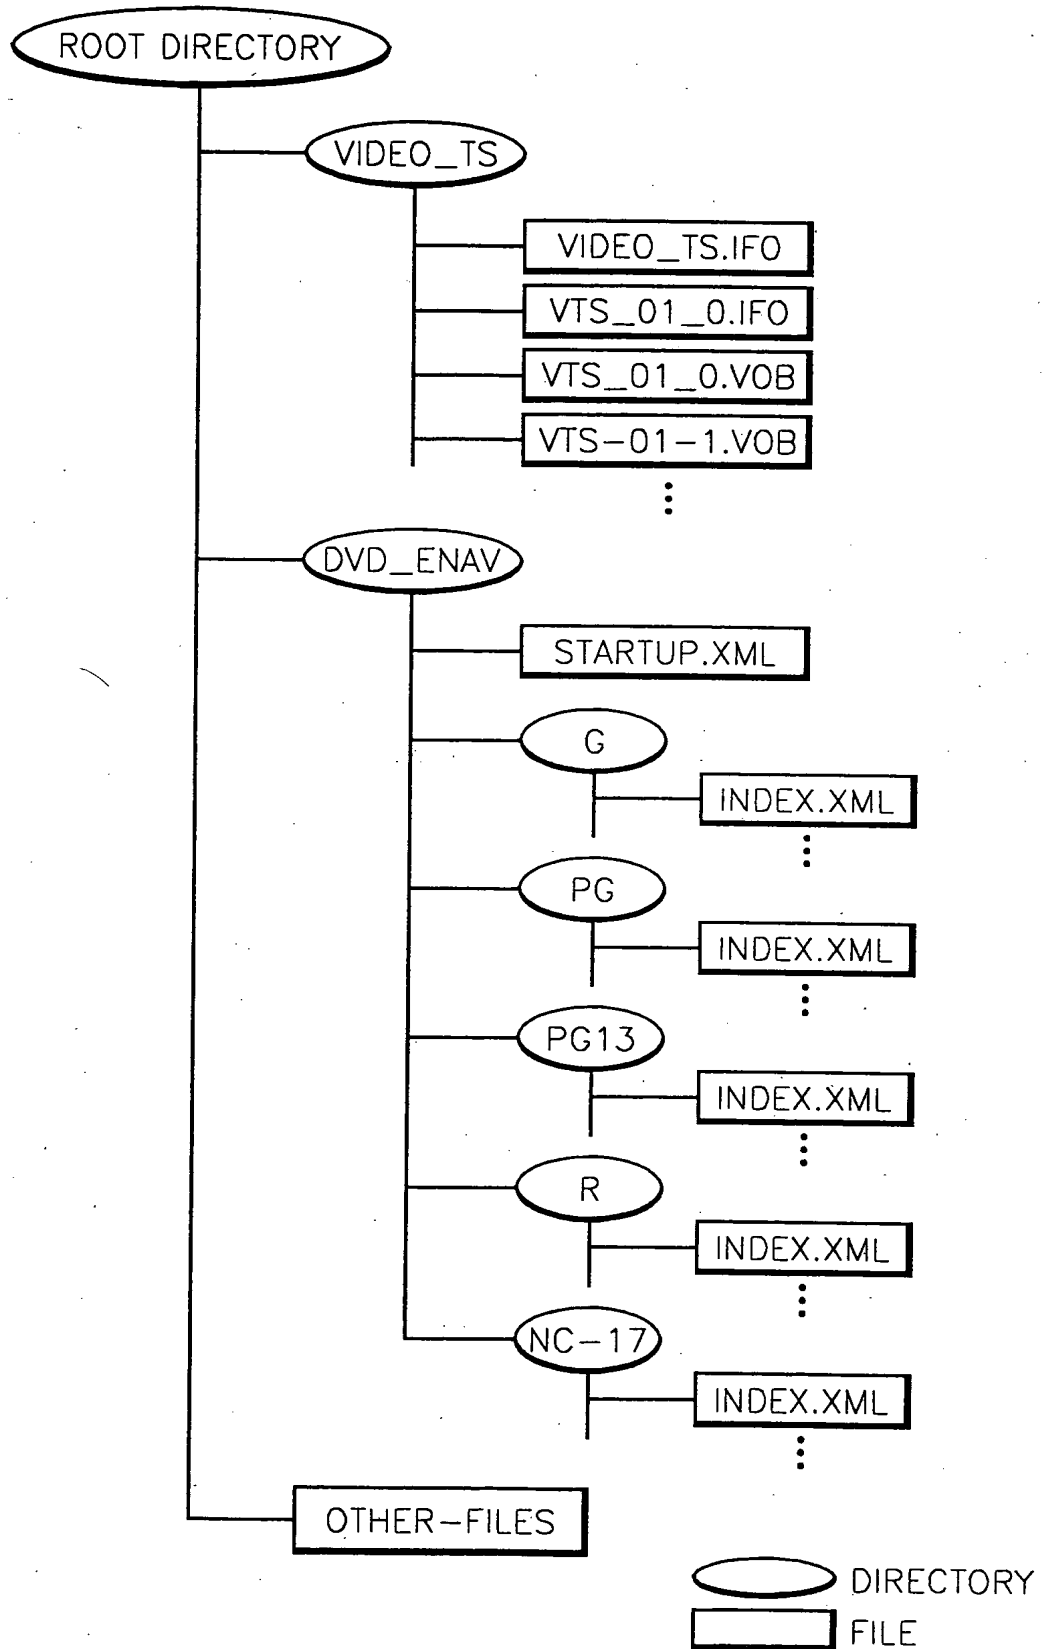 ROOT DIRECTORY
VIDEO_TS
VIDEO_TS.IFO
VTS_01_0.IFO
VTS_01_0.VOB
VTS-01-1.VOB
DVD_ENAV
STARTUP.XML
G
INDEX.XML
PG
INDEX.XML
PG13
INDEX.XML
R
INDEX.XML
NC-17
INDEX.XML
OTHER-FILES
DIRECTORY
FILE